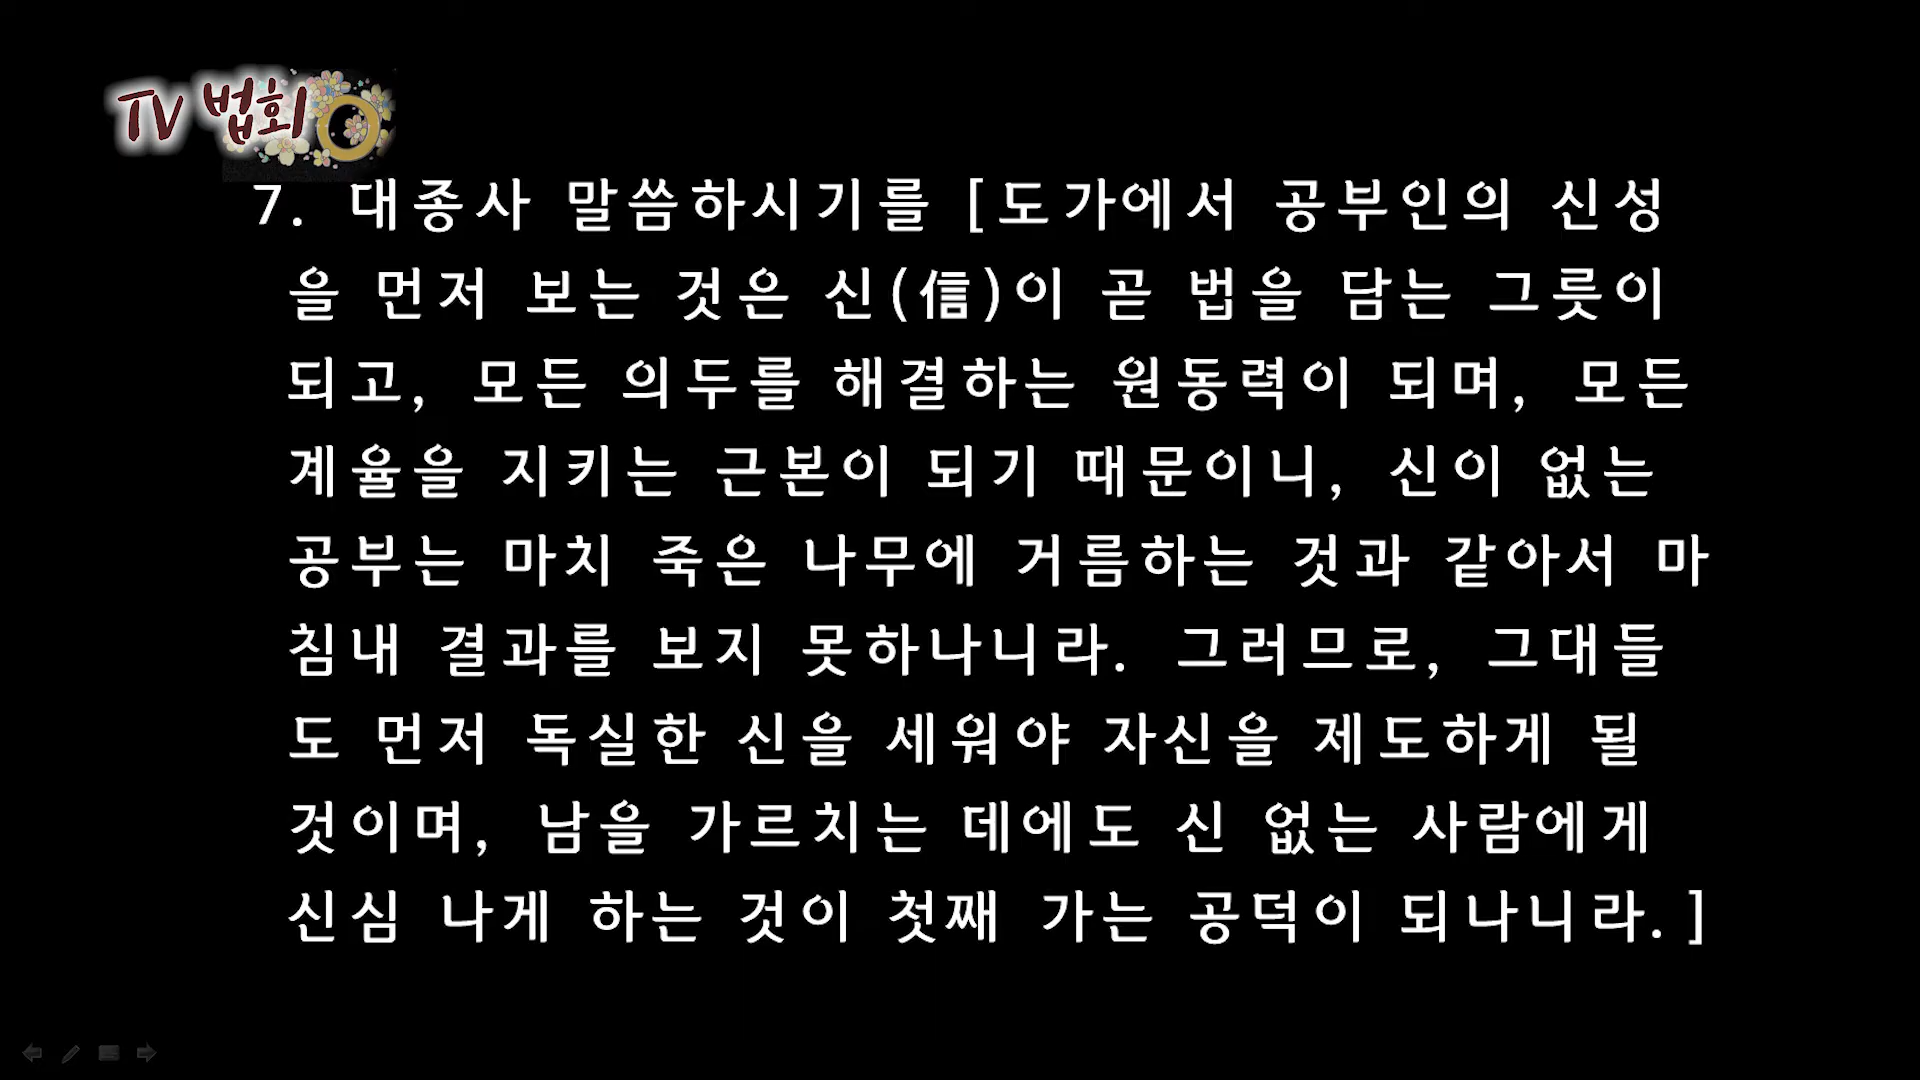 TV 법회
7. 대종사 말씀하시기를 [도가에서 공부인의 신성
을 먼저 보는 것은 신(信)이 곧 법을 담는 그릇이
되고, 모든 의두를 해결하는 원동력이 되며, 모든
계율을 지키는 근본이 되기 때문이니, 신이 없는
공부는 마치 죽은 나무에 거름하는 것과 같아서 마
침내 결과를 보지 못하나니라. 그러므로, 그대들
도 먼저 독실한 신을 세워야 자신을 제도하게 될
것이며, 남을 가르치는 데에도 신 없는 사람에게
신심 나게 하는 것이 첫째 가는 공덕이 되나니라.]